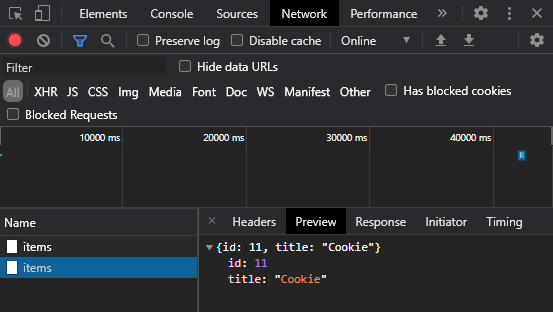 Elements Console Sources Network Performance »
Preserve log Disable cache Online
Filter Hide data URLs
All XHR JS CSS Img Media Font Doc WS Manifest Other Has blocked cookies
Blocked Requests
10000 ms 20000 ms 30000 ms 40000 ms
Name × Headers Preview Response Initiator Timing
items {id: 11, title: "Cookie"}
items id: 11
title: "Cookie"